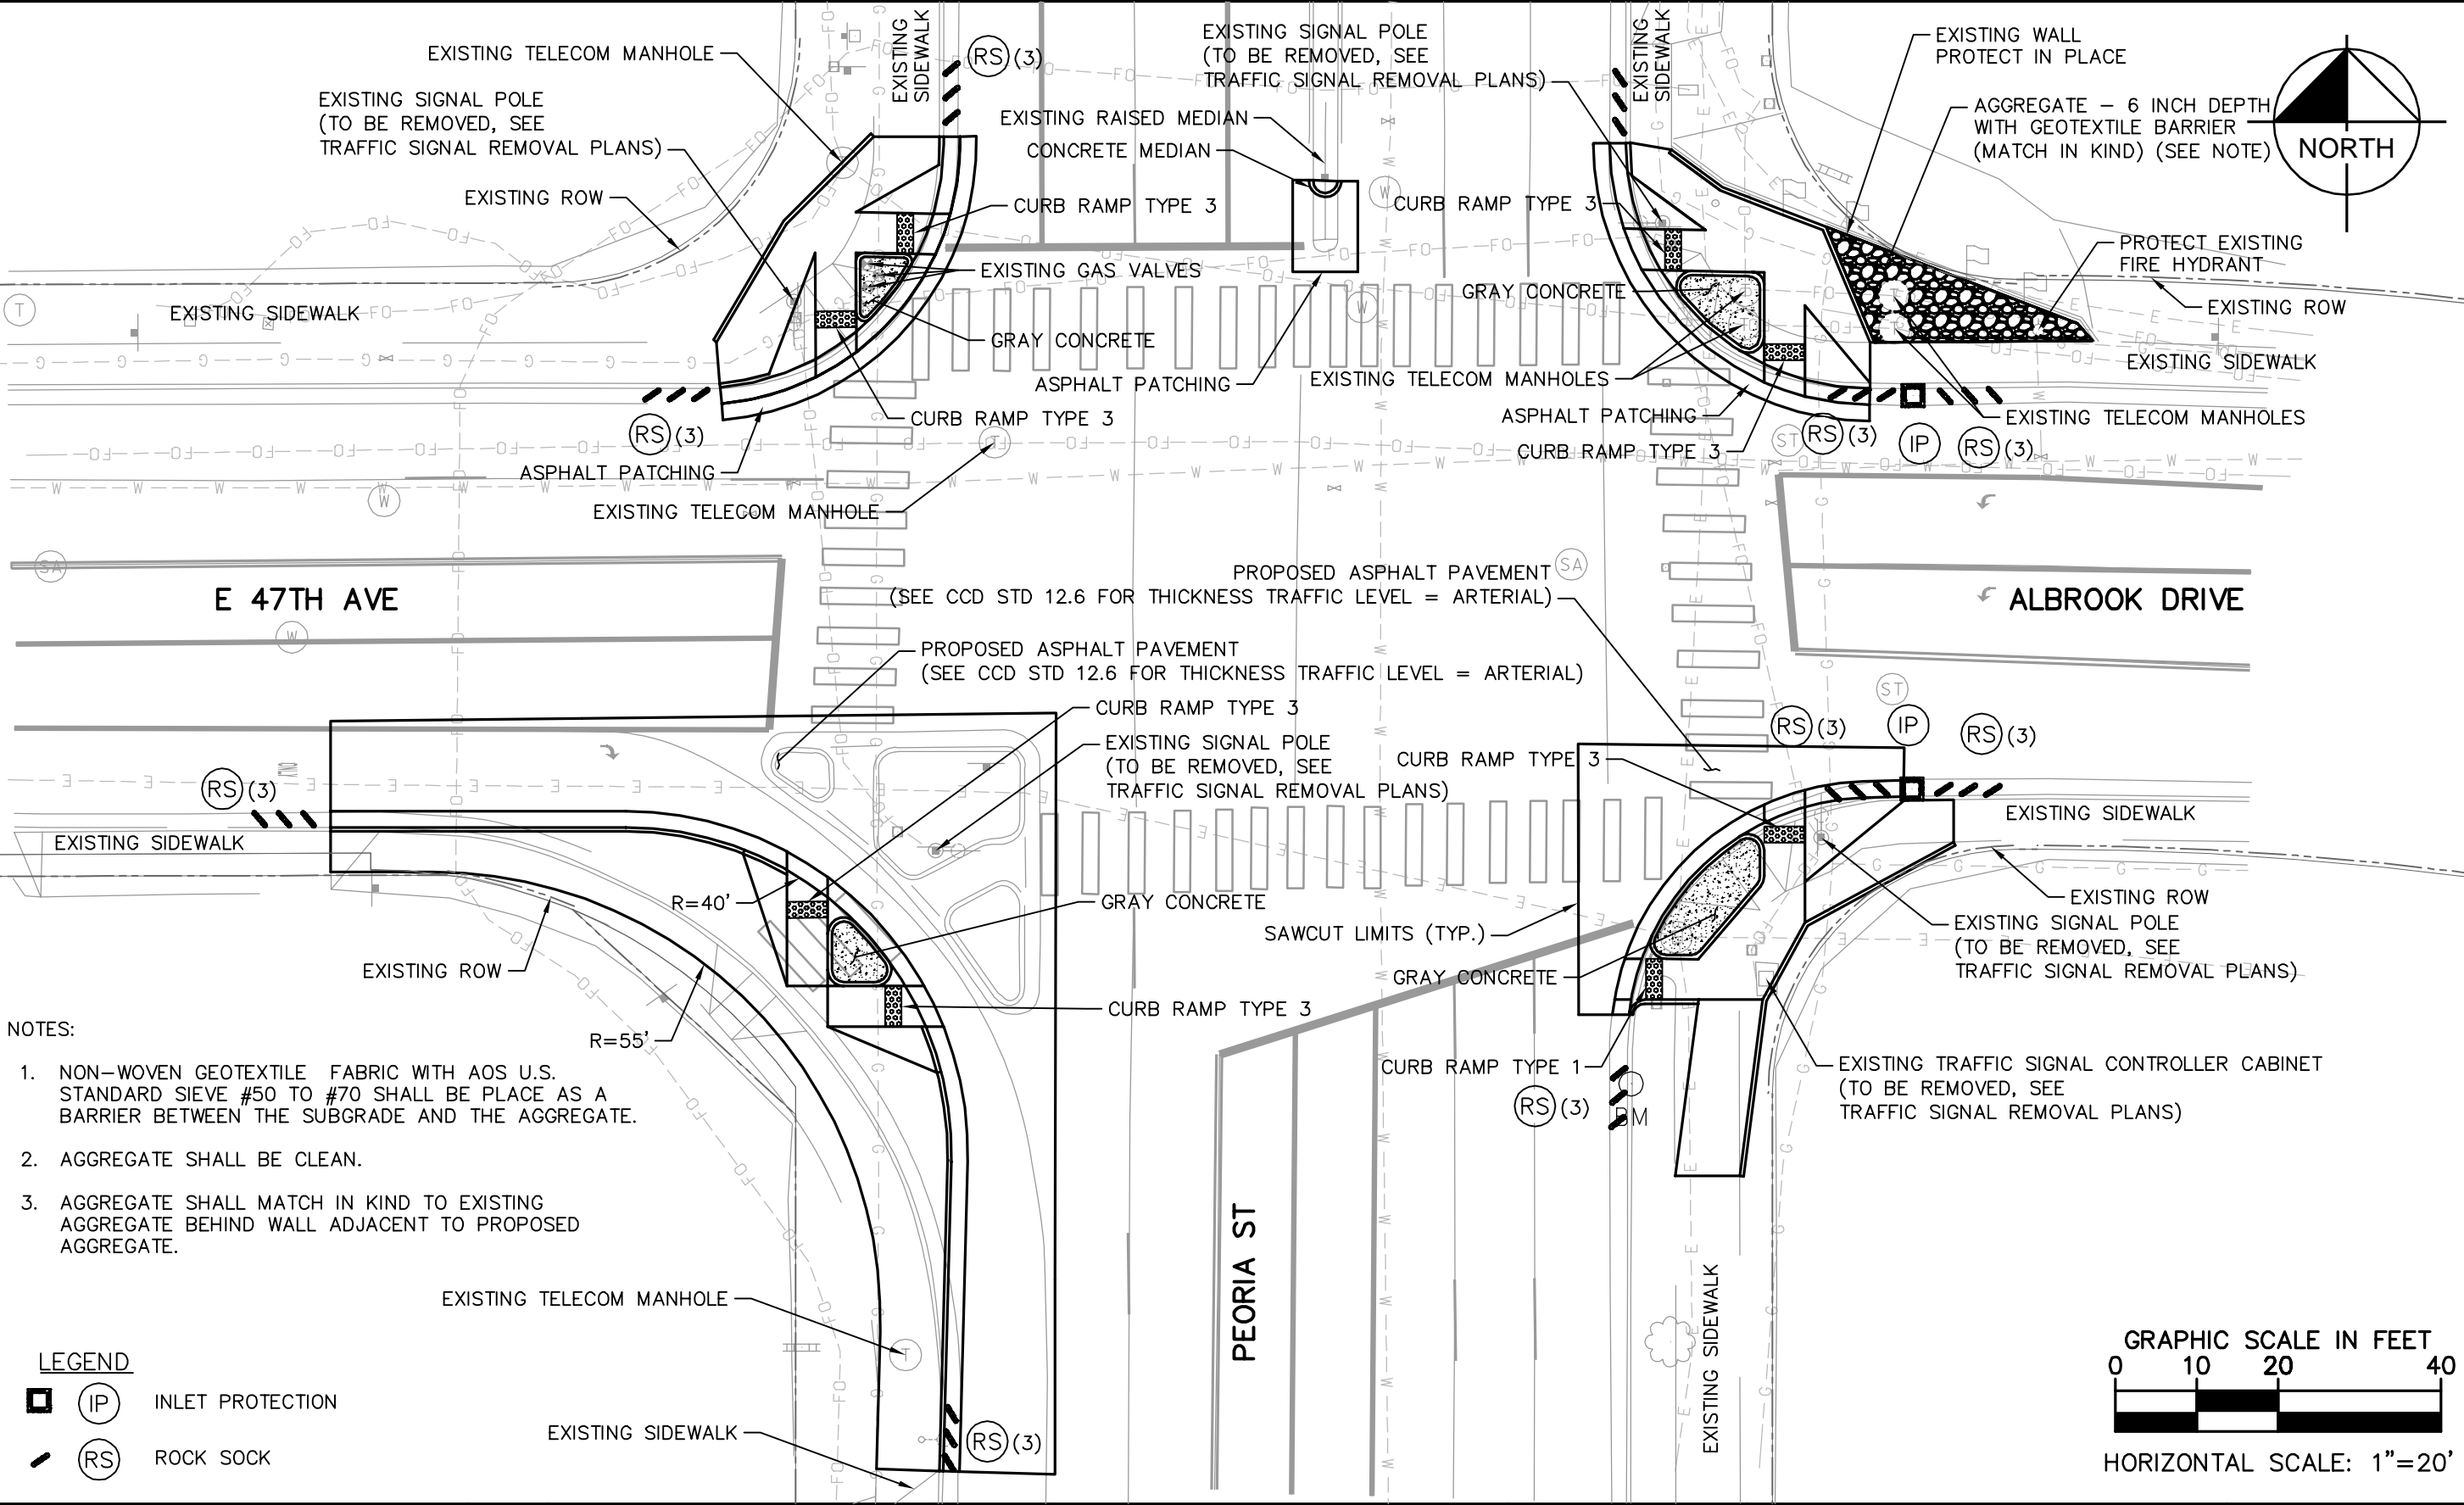 EXISTING TELECOM MANHOLE
EXISTING SIGNAL POLE
(TO BE REMOVED, SEE
TRAFFIC SIGNAL REMOVAL PLANS)
EXISTING ROW
EXISTING
SIDEWALK
RS (3)
EXISTING SIGNAL POLE
(TO BE REMOVED, SEE
TRAFFIC SIGNAL REMOVAL PLANS)
EXISTING RAISED MEDIAN
CONCRETE MEDIAN
CURB RAMP TYPE 3
EXISTING
SIDEWALK
EXISTING WALL
PROTECT IN PLACE
AGGREGATE – 6 INCH DEPTH
WITH GEOTEXTILE BARRIER
(MATCH IN KIND) (SEE NOTE)
NORTH
CURB RAMP TYPE 3
PROTECT EXISTING
FIRE HYDRANT
EXISTING ROW
EXISTING SIDEWALK
EXISTING GAS VALVES
GRAY CONCRETE
GRAY CONCRETE
EXISTING SIDEWALK
ASPHALT PATCHING
EXISTING TELECOM MANHOLES
CURB RAMP TYPE 3
ASPHALT PATCHING
EXISTING TELECOM MANHOLES
RS (3)
CURB RAMP TYPE 3
RS (3)
IP
RS (3)
ASPHALT PATCHING
EXISTING TELECOM MANHOLE
E 47TH AVE
ALBROOK DRIVE
PROPOSED ASPHALT PAVEMENT
(SEE CCD STD 12.6 FOR THICKNESS TRAFFIC LEVEL = ARTERIAL)
PROPOSED ASPHALT PAVEMENT
(SEE CCD STD 12.6 FOR THICKNESS TRAFFIC LEVEL = ARTERIAL)
CURB RAMP TYPE 3
EXISTING SIGNAL POLE
(TO BE REMOVED, SEE
TRAFFIC SIGNAL REMOVAL PLANS)
CURB RAMP TYPE 3
RS (3)
IP
RS (3)
RS (3)
EXISTING SIDEWALK
EXISTING SIDEWALK
R=40'
GRAY CONCRETE
EXISTING ROW
SAWCUT LIMITS (TYP.)
EXISTING SIGNAL POLE
(TO BE REMOVED, SEE
TRAFFIC SIGNAL REMOVAL PLANS)
EXISTING ROW
GRAY CONCRETE
CURB RAMP TYPE 3
R=55'
CURB RAMP TYPE 1
EXISTING TRAFFIC SIGNAL CONTROLLER CABINET
(TO BE REMOVED, SEE
TRAFFIC SIGNAL REMOVAL PLANS)
RS (3)
BM
NOTES:
1. NON–WOVEN GEOTEXTILE FABRIC WITH AOS U.S.
STANDARD SIEVE #50 TO #70 SHALL BE PLACE AS A
BARRIER BETWEEN THE SUBGRADE AND THE AGGREGATE.
2. AGGREGATE SHALL BE CLEAN.
3. AGGREGATE SHALL MATCH IN KIND TO EXISTING
AGGREGATE BEHIND WALL ADJACENT TO PROPOSED
AGGREGATE.
PEORIA ST
EXISTING SIDEWALK
EXISTING TELECOM MANHOLE
EXISTING SIDEWALK
RS (3)
LEGEND
IP INLET PROTECTION
RS ROCK SOCK
GRAPHIC SCALE IN FEET
0 10 20 40
HORIZONTAL SCALE: 1"=20'